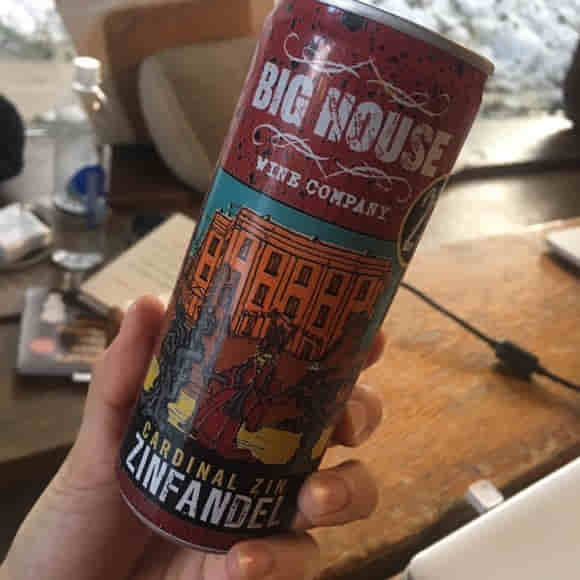 BIG HOUSE
WINE COMPANY
CARDINAL ZIN
ZINFANDEL